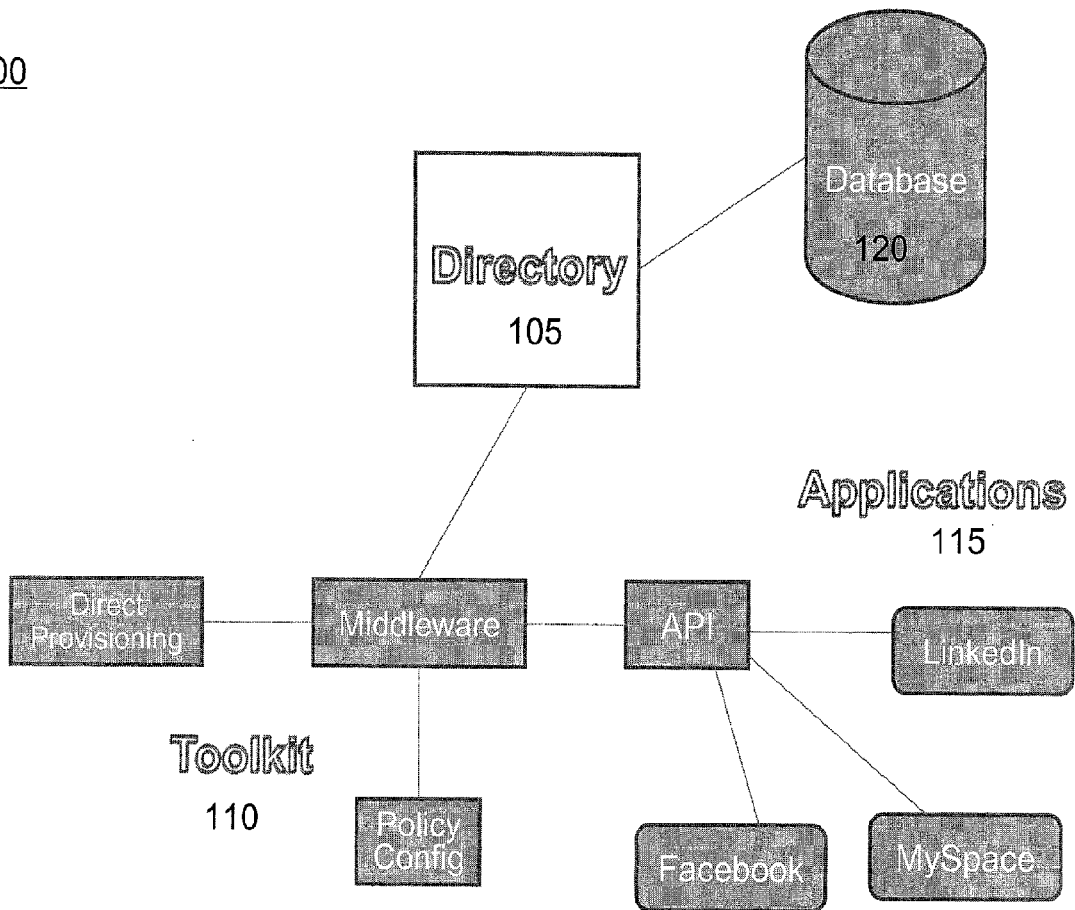 00
Database
120
Directory
105
Applications
115
Direct
Provisioning
Middleware
API
LinkedIn
Toolkit
110
Policy
Config
Facebook
MySpace